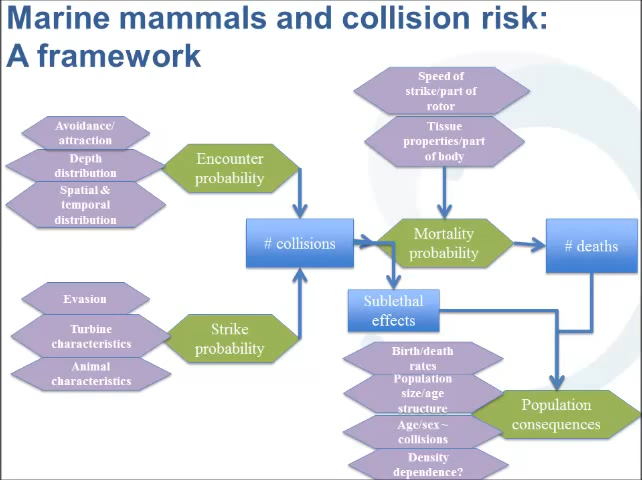 Marine mammals and collision risk:
A framework
Speed of
strike/part of
rotor
Tissue
properties/part
of body
Avoidance/
attraction
Depth
distribution
Spatial &
temporal
distribution
Encounter
probability
# collisions
Mortality
probability
# deaths
Sublethal
effects
Evasion
Turbine
characteristics
Animal
characteristics
Strike
probability
Birth/death
rates
Population
size/age
structure
Age/sex ~
collisions
Density
dependence?
Population
consequences